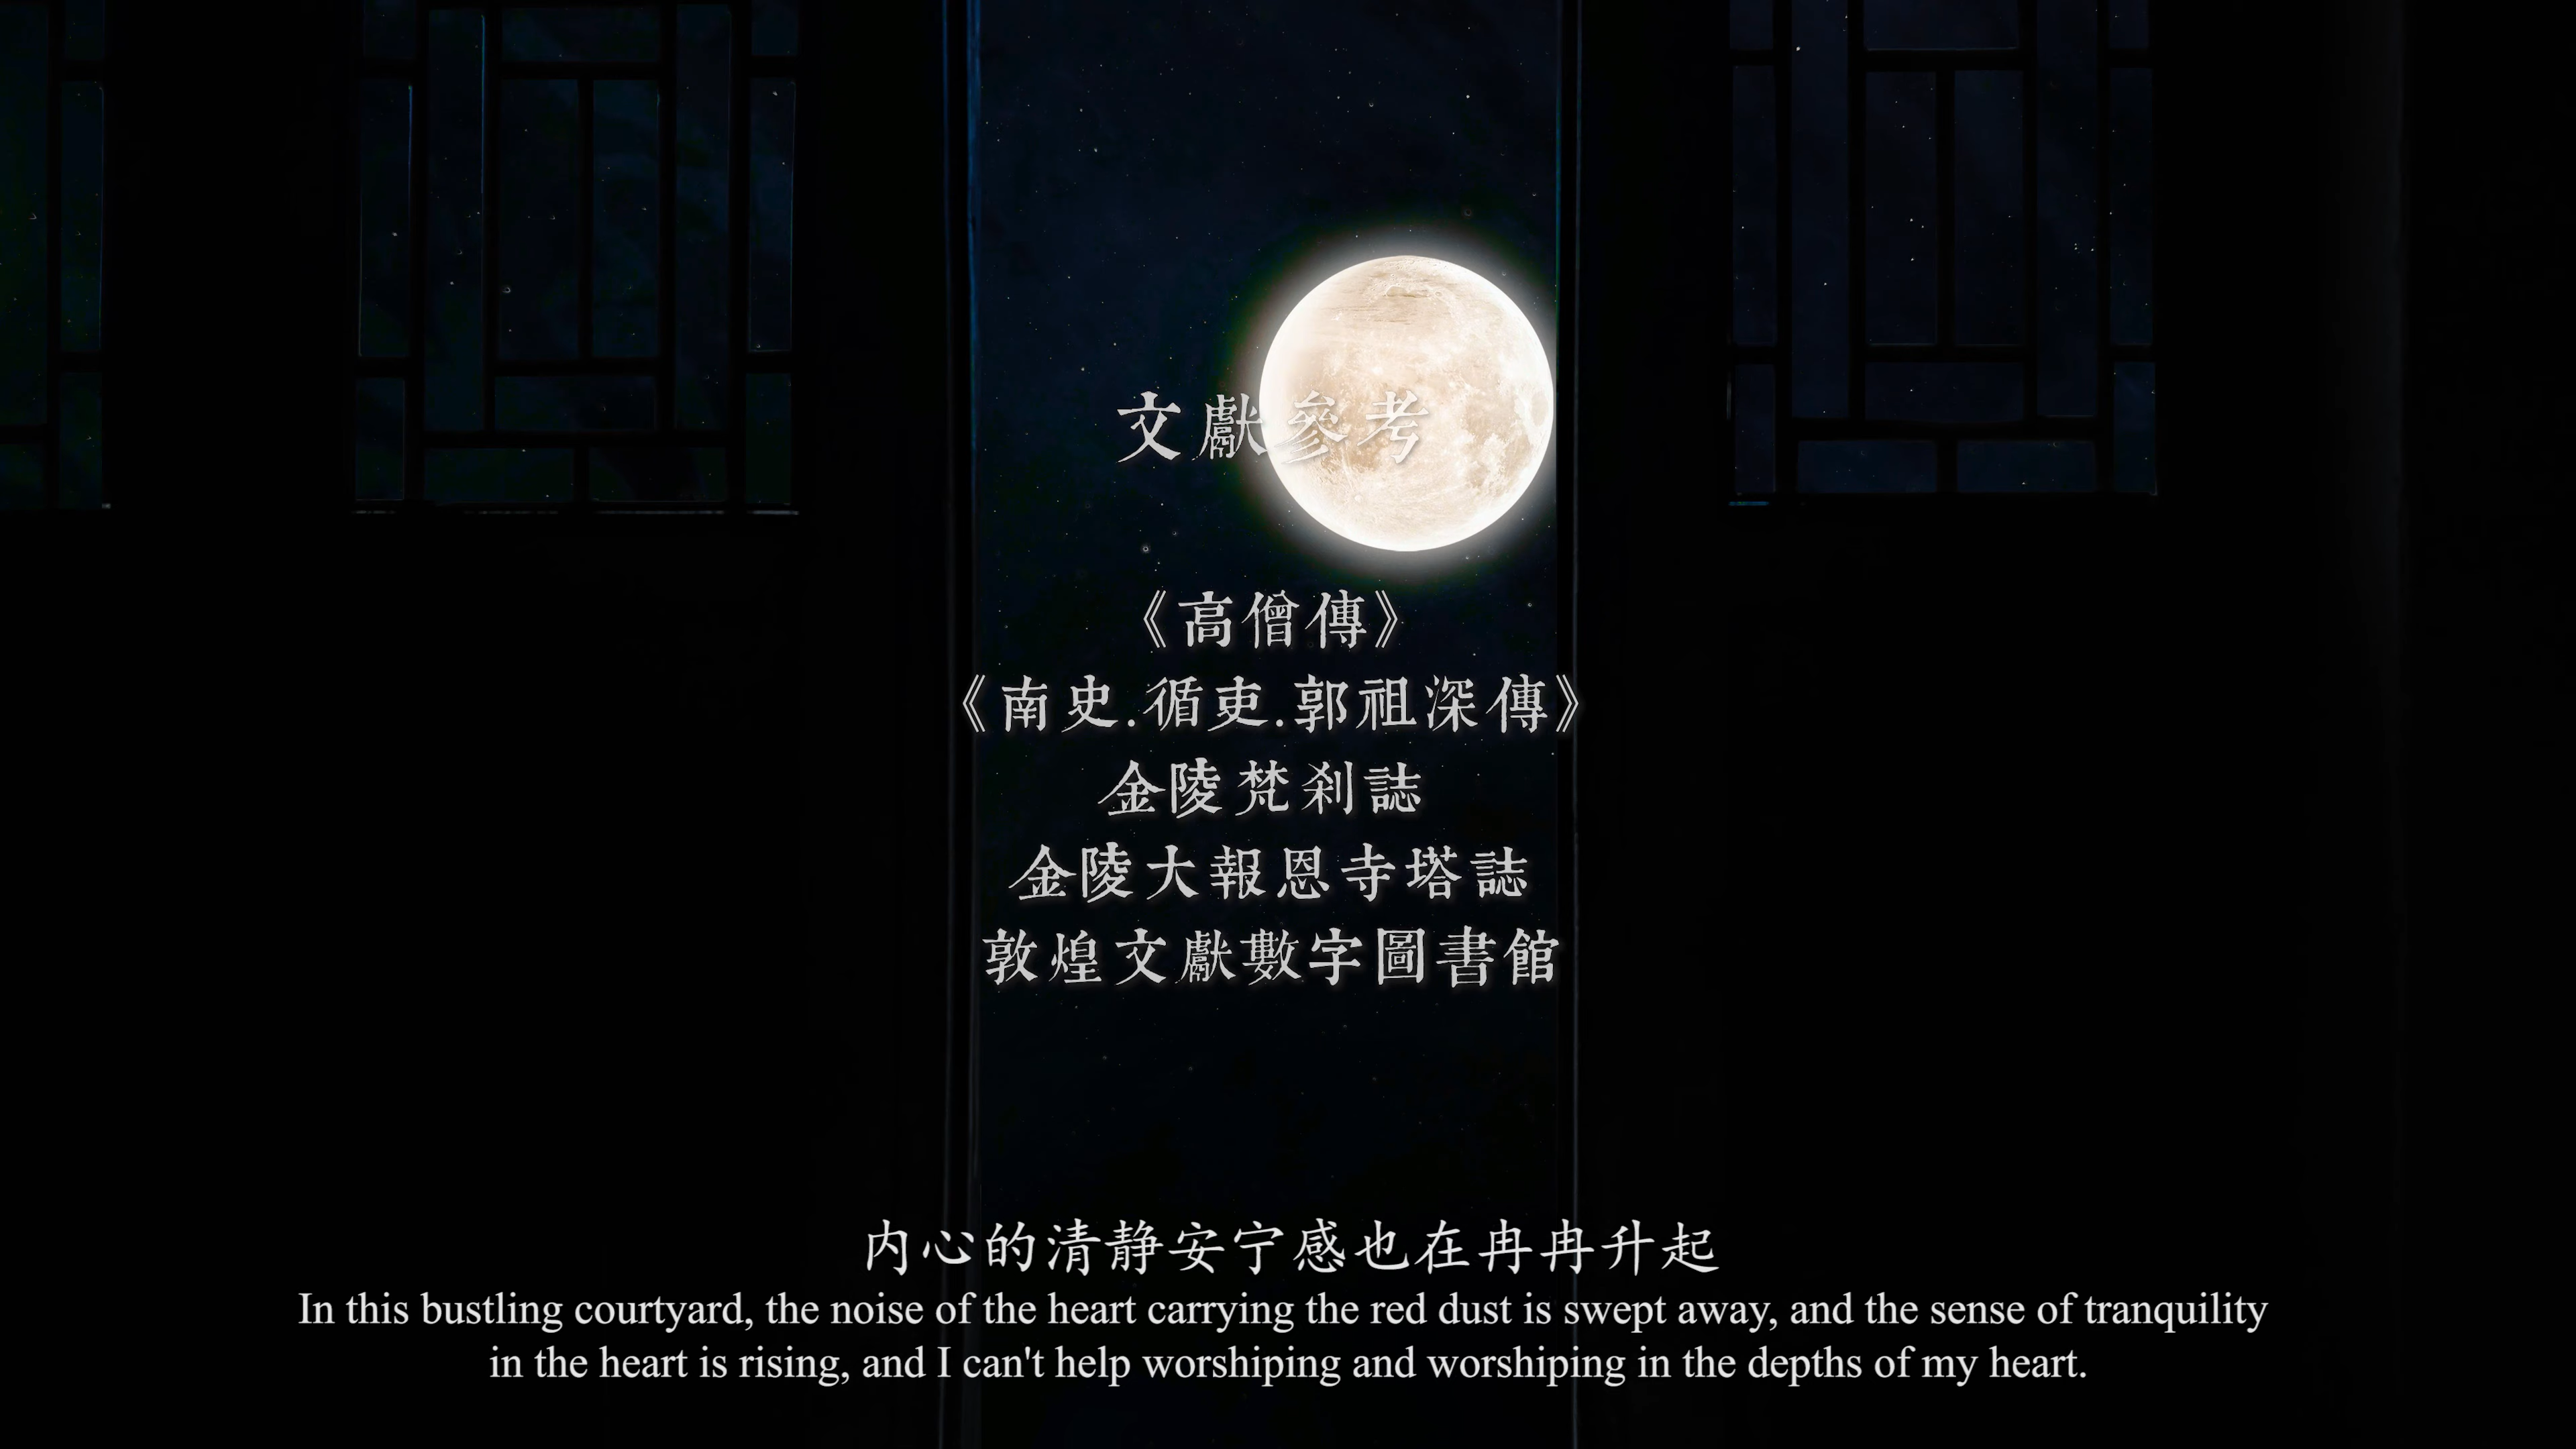 文獻參考
《高僧傳》
《南史.循吏.郭祖深傳》
金陵梵刹誌
金陵大報恩寺塔誌
敦煌文獻數字圖書館
内心的清静安宁感也在冉冉升起
In this bustling courtyard, the noise of the heart carrying the red dust is swept away, and the sense of tranquility
in the heart is rising, and I can't help worshiping and worshiping in the depths of my heart.